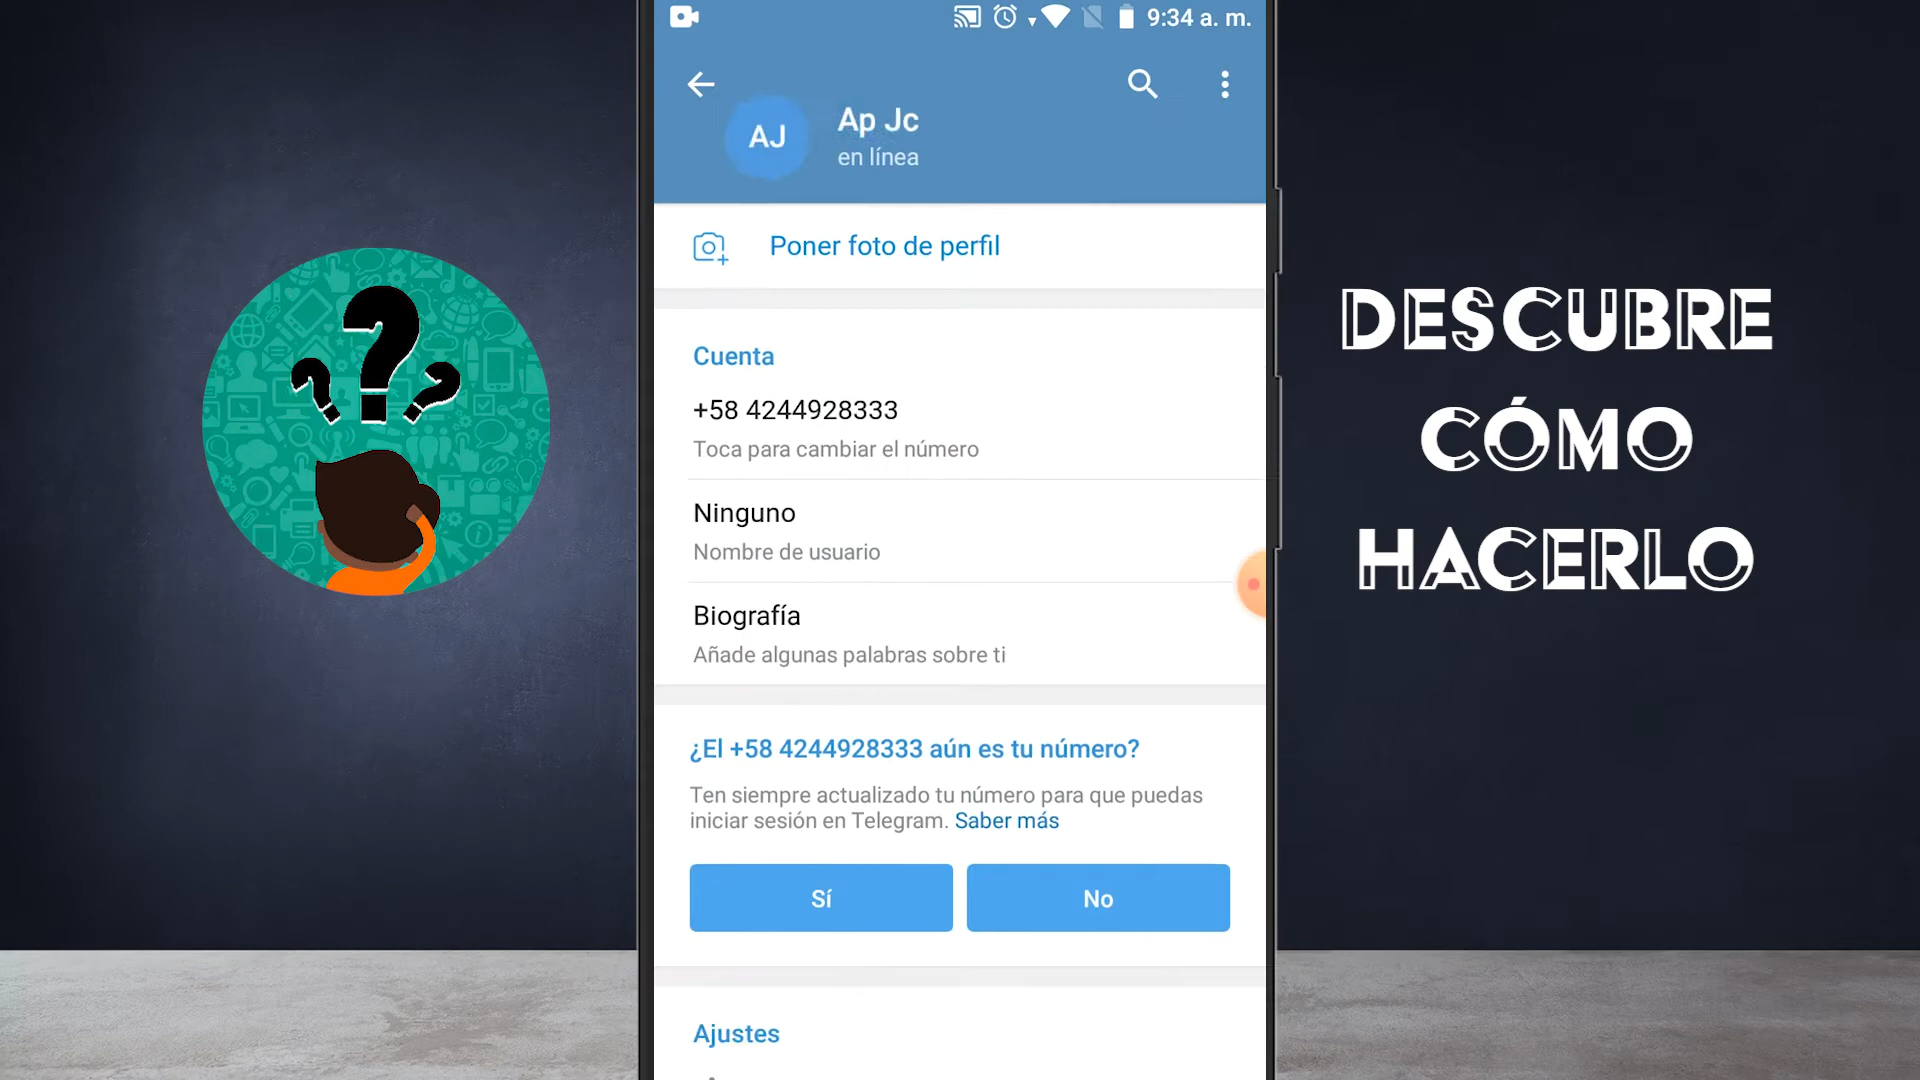 9:34 a. m.
AJ
Ap Jc
en línea
Poner foto de perfil
Cuenta
+58 4244928333
Toca para cambiar el número
Ninguno
Nombre de usuario
Biografía
Añade algunas palabras sobre ti
¿El +58 4244928333 aún es tu número?
Ten siempre actualizado tu número para que puedas
iniciar sesión en Telegram. Saber más
Sí
No
Ajustes
DESCUBRE
CÓMO
HACERLO